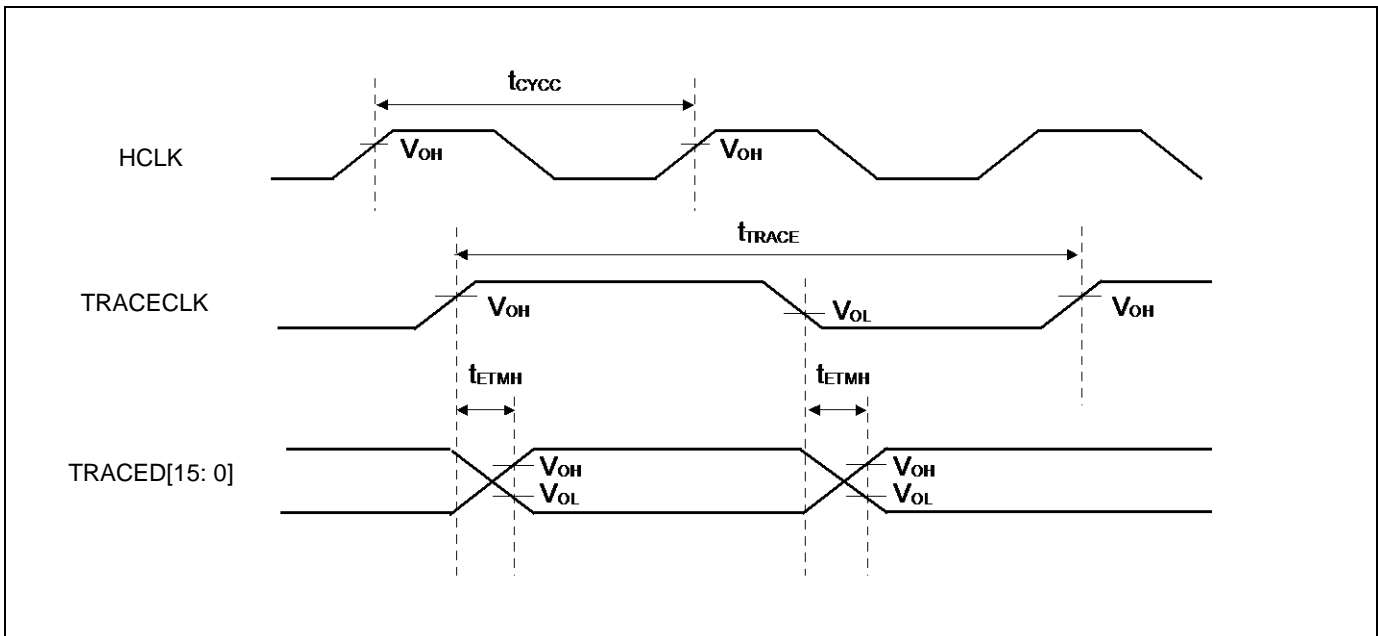 tCYCC
HCLK
VOH
VOH
tTRACE
TRACECLK
VOH
VOL
VOH
tETMH
tETMH
TRACED[15: 0]
VOH
VOL
VOH
VOL